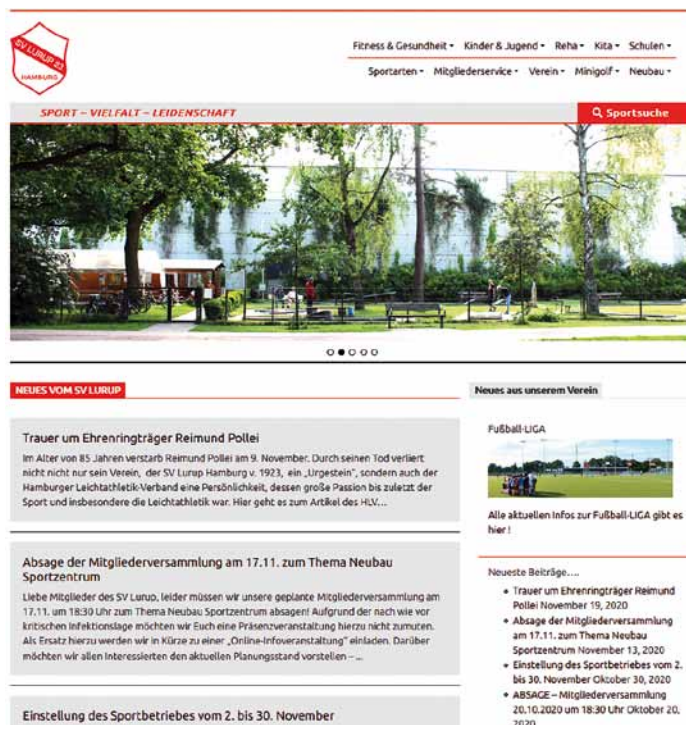 SV LURUP 23
HAMBURG
Fitness & Gesundheit Kinder & Jugend Reha Kita Schulen
Sportarten Mitgliederservice Verein Minigolf Neubau
SPORT – VIELFALT – LEIDENSCHAFT
Sportsuche
NEUES VOM SV LURUP
Trauer um Ehrenringträger Reimund Pollei
Im Alter von 85 Jahren verstarb Reimund Pollei am 9. November. Durch seinen Tod verliert
nicht nicht nur sein Verein, der SV Lurup Hamburg v. 1923, ein „Urgestein“, sondern auch der
Hamburger Leichtathletik-Verband eine Persönlichkeit, dessen große Passion bis zuletzt der
Sport und insbesondere die Leichtathletik war. Hier geht es zum Artikel des HLV...
Absage der Mitgliederversammlung am 17.11. zum Thema Neubau
Sportzentrum
Liebe Mitglieder des SV Lurup, leider müssen wir unsere geplante Mitgliederversammlung am
17.11. um 18:30 Uhr zum Thema Neubau Sportzentrum absagen! Aufgrund der nach wie vor
kritischen Infektionslage möchten wir Euch eine Präsenzveranstaltung hierzu nicht zumuten.
Als Ersatz hierzu werden wir in Kürze zu einer „Online-Infoveranstaltung“ einladen. Darüber
möchten wir allen Interessierten den aktuellen Planungsstand vorstellen – ...
Einstellung des Sportbetriebes vom 2. bis 30. November
Neues aus unserem Verein
Fußball-LIGA
Alle aktuellen Infos zur Fußball-LIGA gibt es
hier !
Neueste Beiträge....
Trauer um Ehrenringträger Reimund
Pollei November 19, 2020
Absage der Mitgliederversammlung
am 17.11. zum Thema Neubau
Sportzentrum November 13, 2020
Einstellung des Sportbetriebes vom 2.
bis 30. November Oktober 30, 2020
ABSAGE – Mitgliederversammlung
20.10.2020 um 18:30 Uhr Oktober 20,
2020